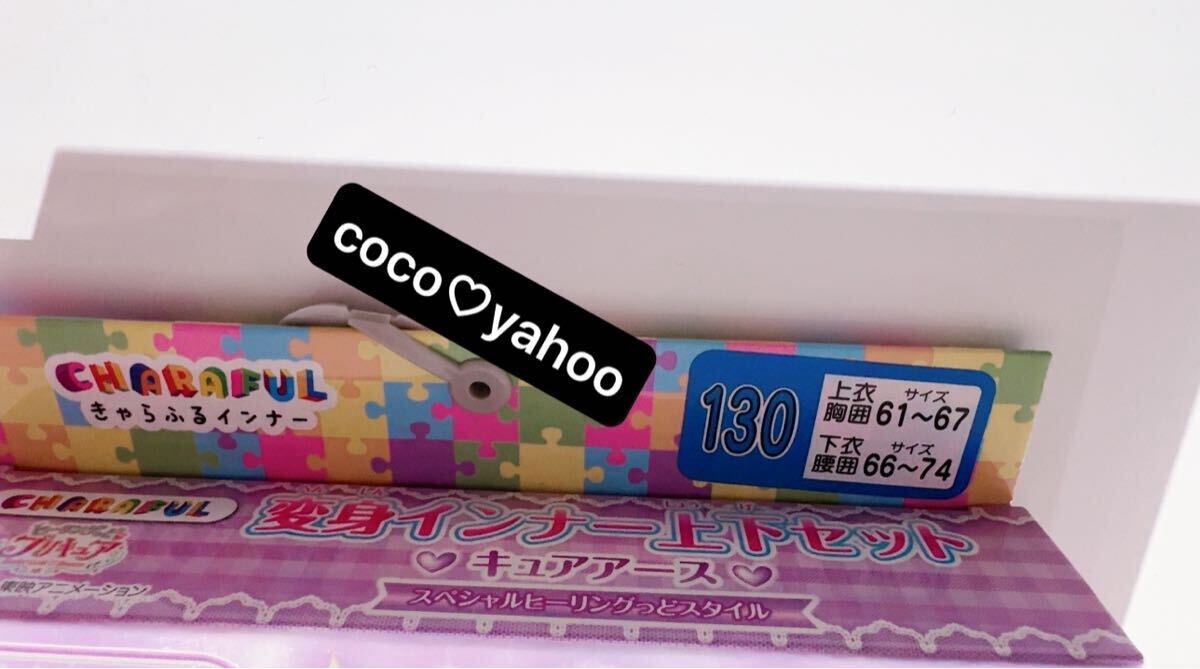 coco♡yahoo
CHARAFUL
きゃらふるインナー
130
上衣 サイズ
胸囲 61～67
下衣 サイズ
腰囲 66～74
CHARAFUL
変身インナー上下セット
プリキュア
キュアアース
東映アニメーション
スペシャルヒーリングっどスタイル